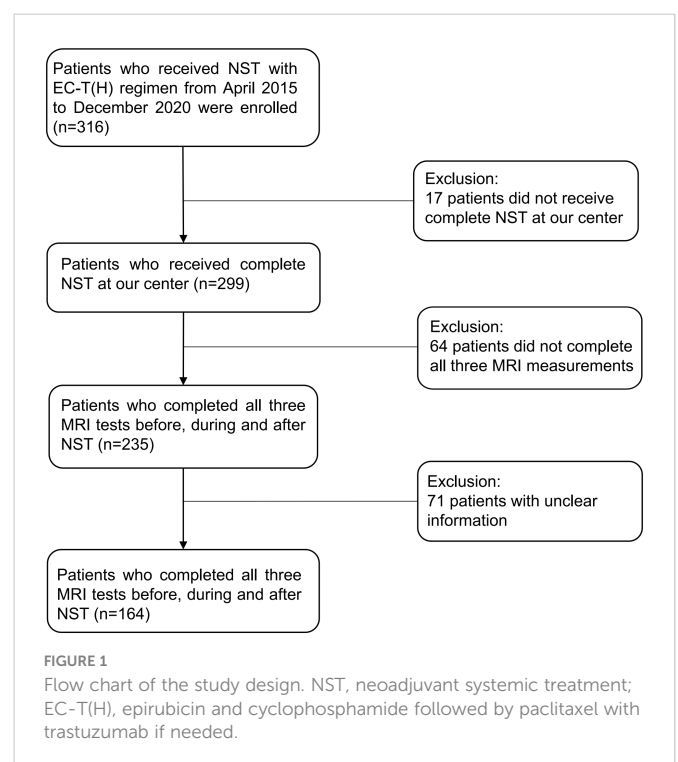 Patients who received NST with
EC-T(H) regimen from April 2015
to December 2020 were enrolled
(n=316)
Exclusion:
17 patients did not receive
complete NST at our center
Patients who received complete
NST at our center (n=299)
Exclusion:
64 patients did not complete
all three MRI measurements
Patients who completed all three
MRI tests before, during and after
NST (n=235)
Exclusion:
71 patients with unclear
information
Patients who completed all three
MRI tests before, during and after
NST (n=164)
FIGURE 1
Flow chart of the study design. NST, neoadjuvant systemic treatment;
EC-T(H), epirubicin and cyclophosphamide followed by paclitaxel with
trastuzumab if needed.